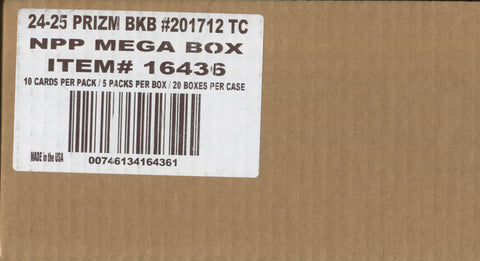 24-25 PRIZM BKB #201712 TC
NPP MEGA BOX
ITEM# 16436
10 CARDS PER PACK / 5 PACKS PER BOX / 20 BOXES PER CASE
MADE in the USA
00746134164361